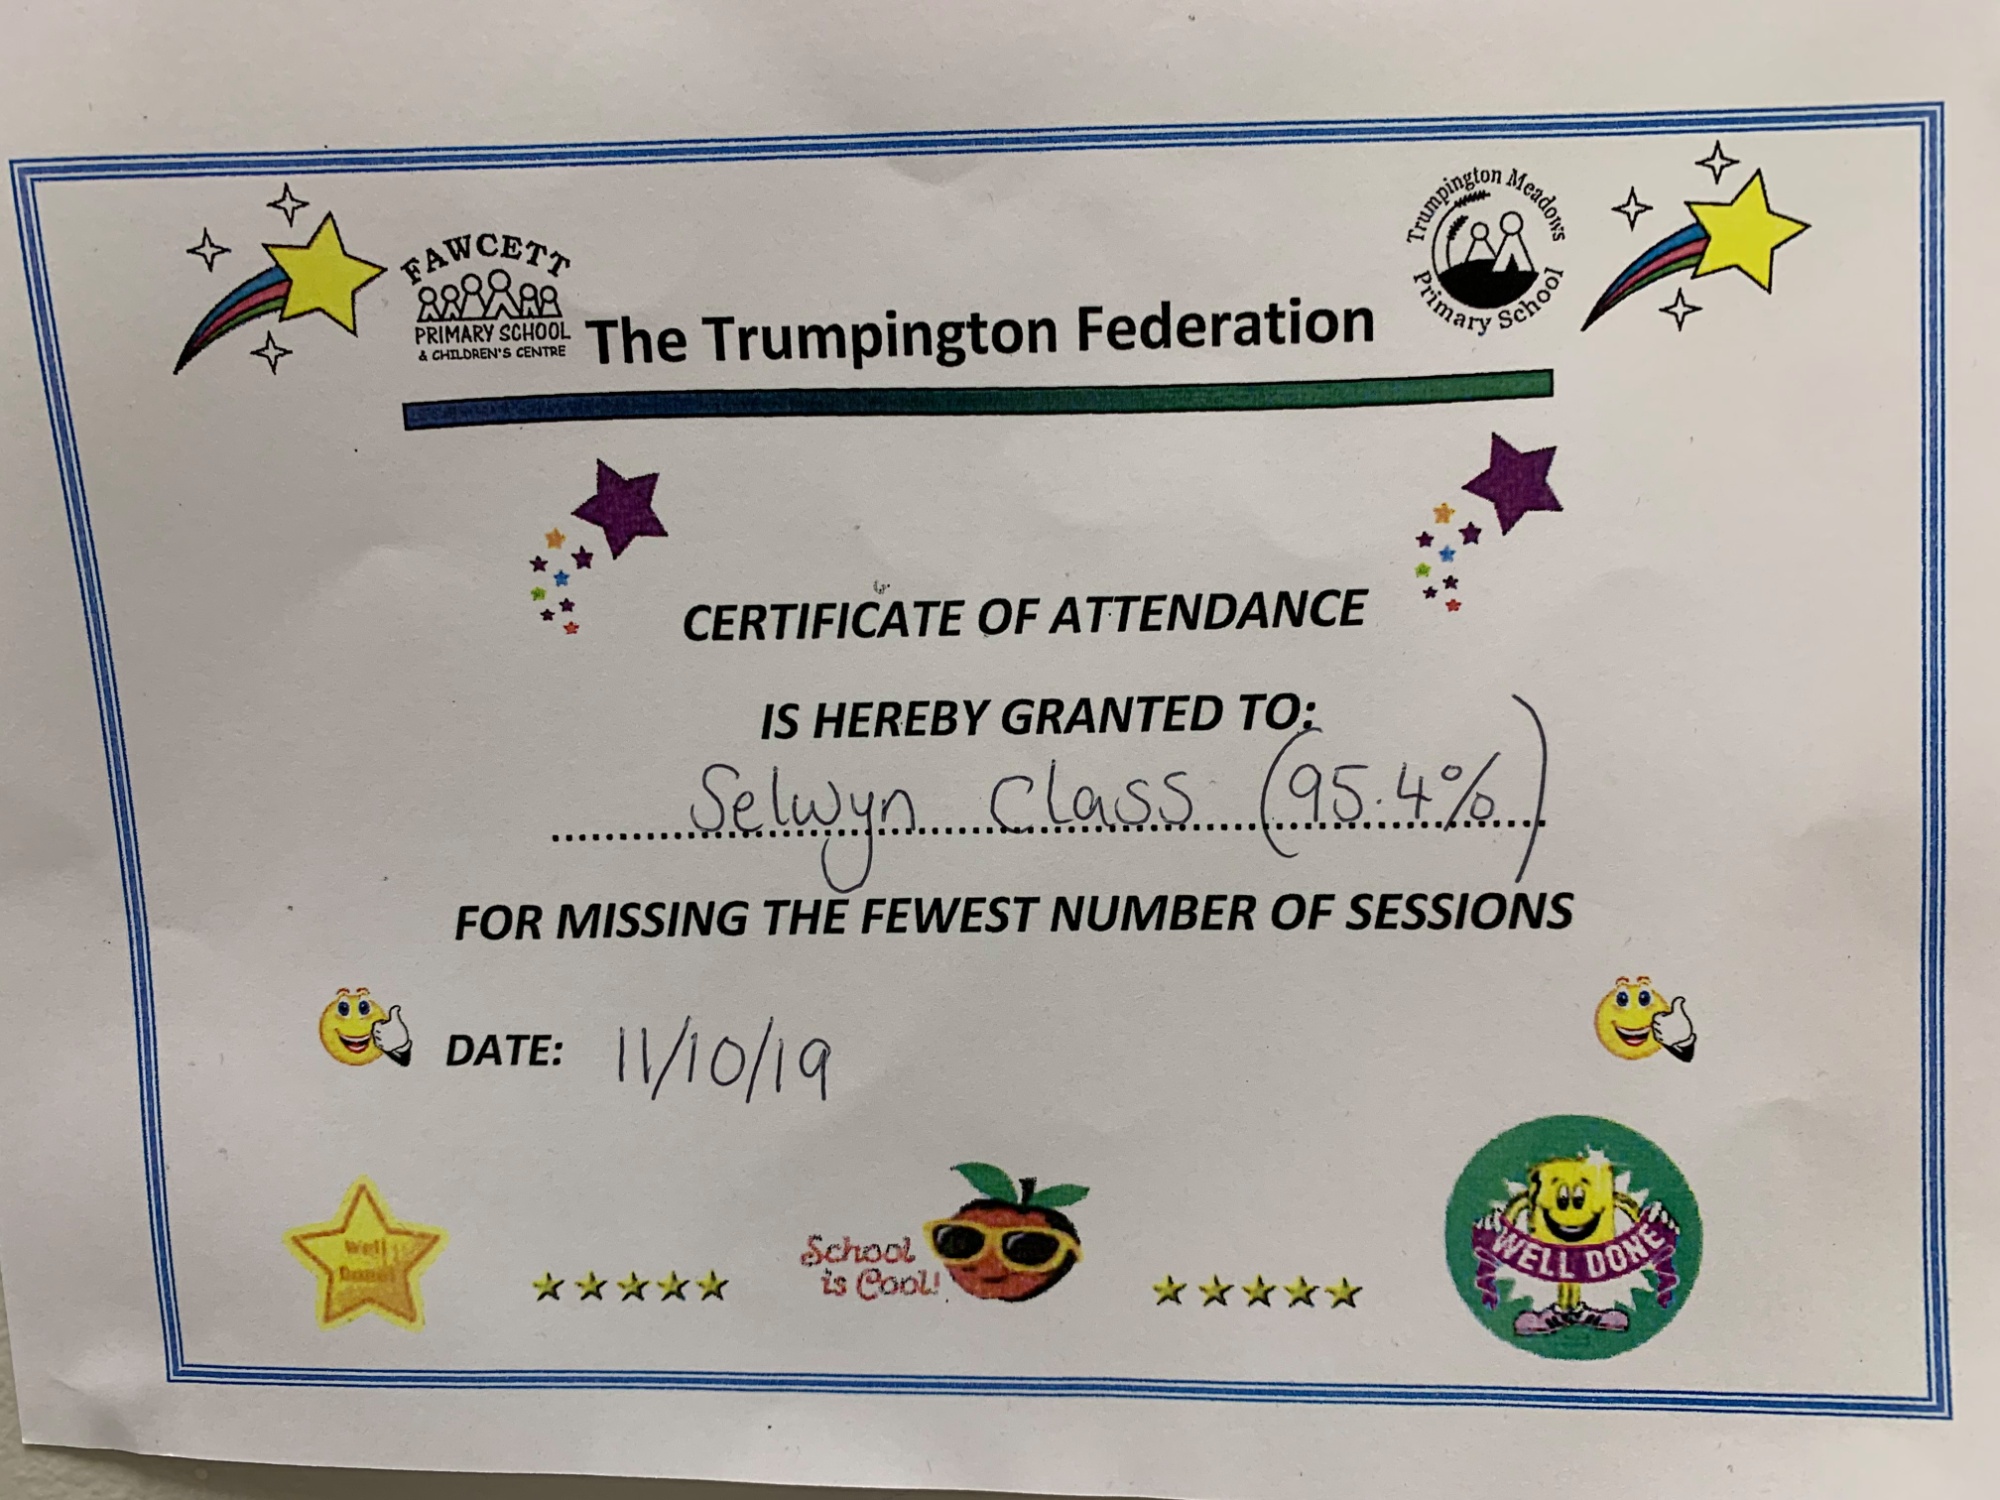 FAWCETT
PRIMARY SCHOOL
& CHILDREN'S CENTRE
The Trumpington Federation
Trumpington Meadows
Primary School
CERTIFICATE OF ATTENDANCE
IS HEREBY GRANTED TO:
Selwyn Class (95.4%)
FOR MISSING THE FEWEST NUMBER OF SESSIONS
DATE: 11/10/19
Well
Done!
School
is Cool!
WELL DONE